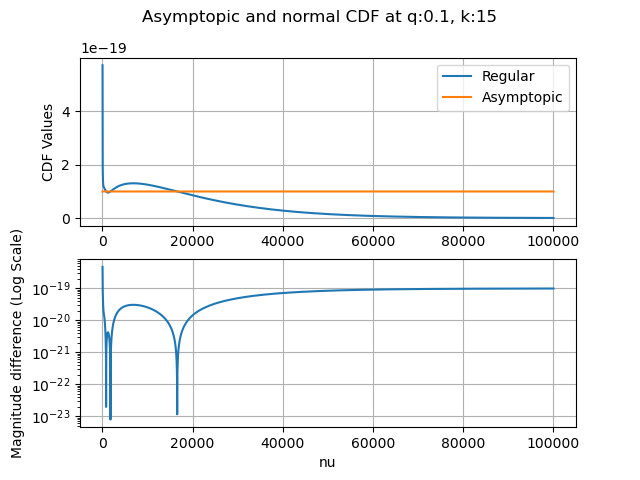 Asymptopic and normal CDF at q:0.1, k:15
1e−19
CDF Values
4
2
0
Regular
Asymptopic
0 20000 40000 60000 80000 100000
Magnitude difference (Log Scale)
10⁻¹⁹
10⁻²⁰
10⁻²¹
10⁻²²
10⁻²³
0 20000 40000 60000 80000 100000
nu